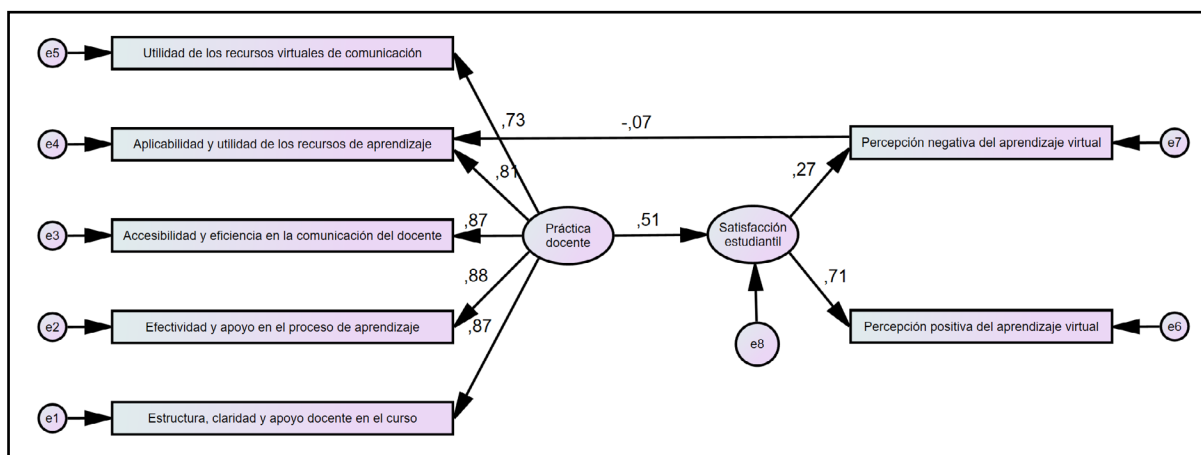 e5
Utilidad de los recursos virtuales de comunicación
,73
-,07
e4
Aplicabilidad y utilidad de los recursos de aprendizaje
Percepción negativa del aprendizaje virtual
e7
,81
,27
e3
Accesibilidad y eficiencia en la comunicación del docente
,87
Práctica
docente
,51
Satisfacción
estudiantil
,88
,71
e2
Efectividad y apoyo en el proceso de aprendizaje
,87
e8
Percepción positiva del aprendizaje virtual
e6
e1
Estructura, claridad y apoyo docente en el curso